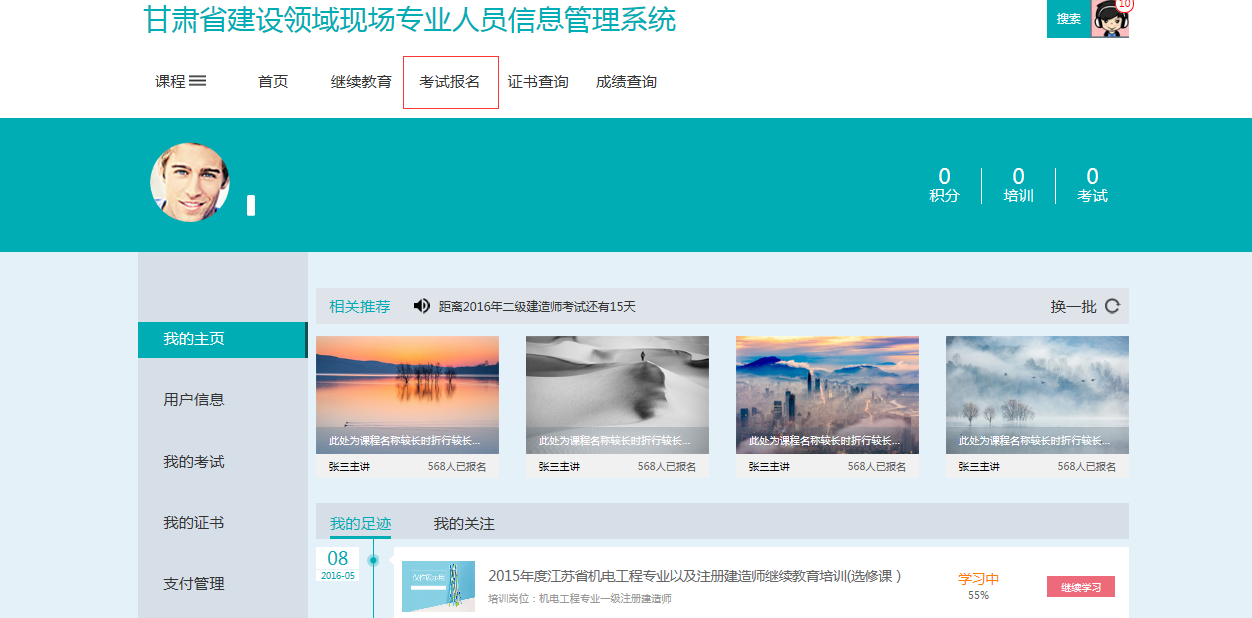 甘肃省建设领域现场专业人员信息管理系统
搜索
10
课程 首页 继续教育 考试报名 证书查询 成绩查询
0 0 0
积分 培训 考试
我的主页
用户信息
我的考试
我的证书
支付管理
相关推荐 距离2016年二级建造师考试还有15天 换一批
此处为课程名称较长时折行较长... 此处为课程名称较长时折行较长... 此处为课程名称较长时折行较长... 此处为课程名称较长时折行较长...
张三主讲 568人已报名 张三主讲 568人已报名 张三主讲 568人已报名 张三主讲 568人已报名
我的足迹 我的关注
08
2016-05
2015年度江苏省机电工程专业以及注册建造师继续教育培训(选修课）
培训岗位：机电工程专业一级注册建造师
学习中
55%
继续学习